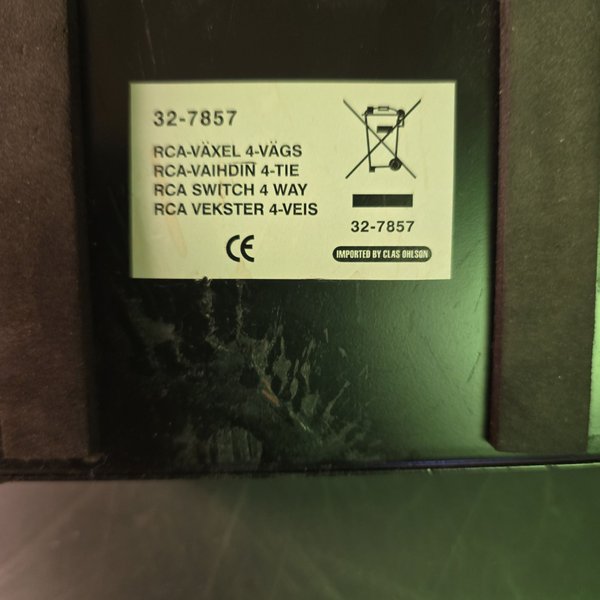 32-7857
RCA-VÄXEL 4-VÄGS
RCA-VAIHDIN 4-TIE
RCA SWITCH 4 WAY
RCA VEKSTER 4-VEIS
CE
32-7857
IMPORTED BY CLAS OHLSON